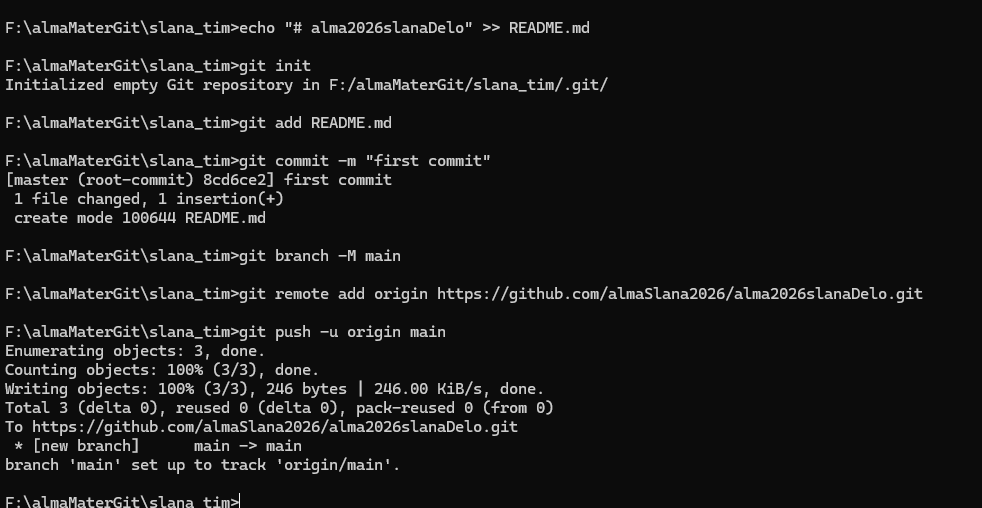 F:\almaMaterGit\slana_tim>echo "# alma2026slanaDelo" >> README.md
F:\almaMaterGit\slana_tim>git init
Initialized empty Git repository in F:/almaMaterGit/slana_tim/.git/
F:\almaMaterGit\slana_tim>git add README.md
F:\almaMaterGit\slana_tim>git commit -m "first commit"
[master (root-commit) 8cd6ce2] first commit
 1 file changed, 1 insertion(+)
 create mode 100644 README.md
F:\almaMaterGit\slana_tim>git branch -M main
F:\almaMaterGit\slana_tim>git remote add origin https://github.com/almaSlana2026/alma2026slanaDelo.git
F:\almaMaterGit\slana_tim>git push -u origin main
Enumerating objects: 3, done.
Counting objects: 100% (3/3), done.
Writing objects: 100% (3/3), 246 bytes | 246.00 KiB/s, done.
Total 3 (delta 0), reused 0 (delta 0), pack-reused 0 (from 0)
To https://github.com/almaSlana2026/alma2026slanaDelo.git
 * [new branch]      main -> main
branch 'main' set up to track 'origin/main'.
F:\almaMaterGit\slana_tim>